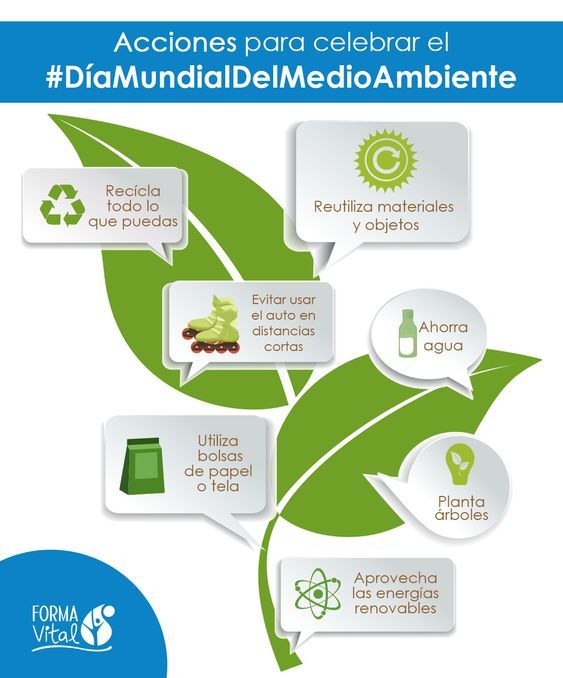 Acciones para celebrar el
#DíaMundialDelMedioAmbiente
Recícla
todo lo
que puedas
Reutiliza materiales
y objetos
Evitar usar
el auto en
distancias
cortas
Ahorra
agua
Utiliza
bolsas
de papel
o tela
Planta
árboles
Aprovecha
las energías
renovables
FORMA
Vital